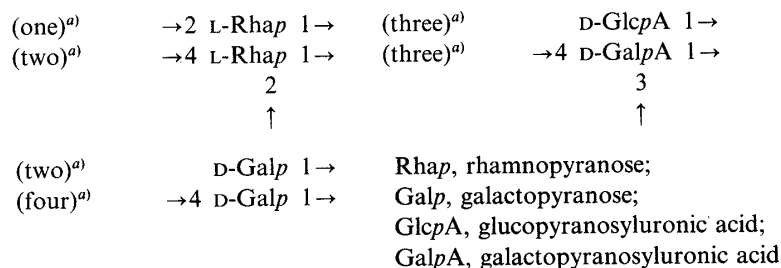 (one)ᵃ⁾ →2 L-Rhap 1→ (three)ᵃ⁾ D-GlcpA 1→
(two)ᵃ⁾ →4 L-Rhap 1→ (three)ᵃ⁾ →4 D-GalpA 1→
2 3
↑ ↑
(two)ᵃ⁾ D-Galp 1→ Rhap, rhamnopyranose;
(four)ᵃ⁾ →4 D-Galp 1→ Galp, galactopyranose;
GlcpA, glucopyranosyluronic acid;
GalpA, galactopyranosyluronic acid